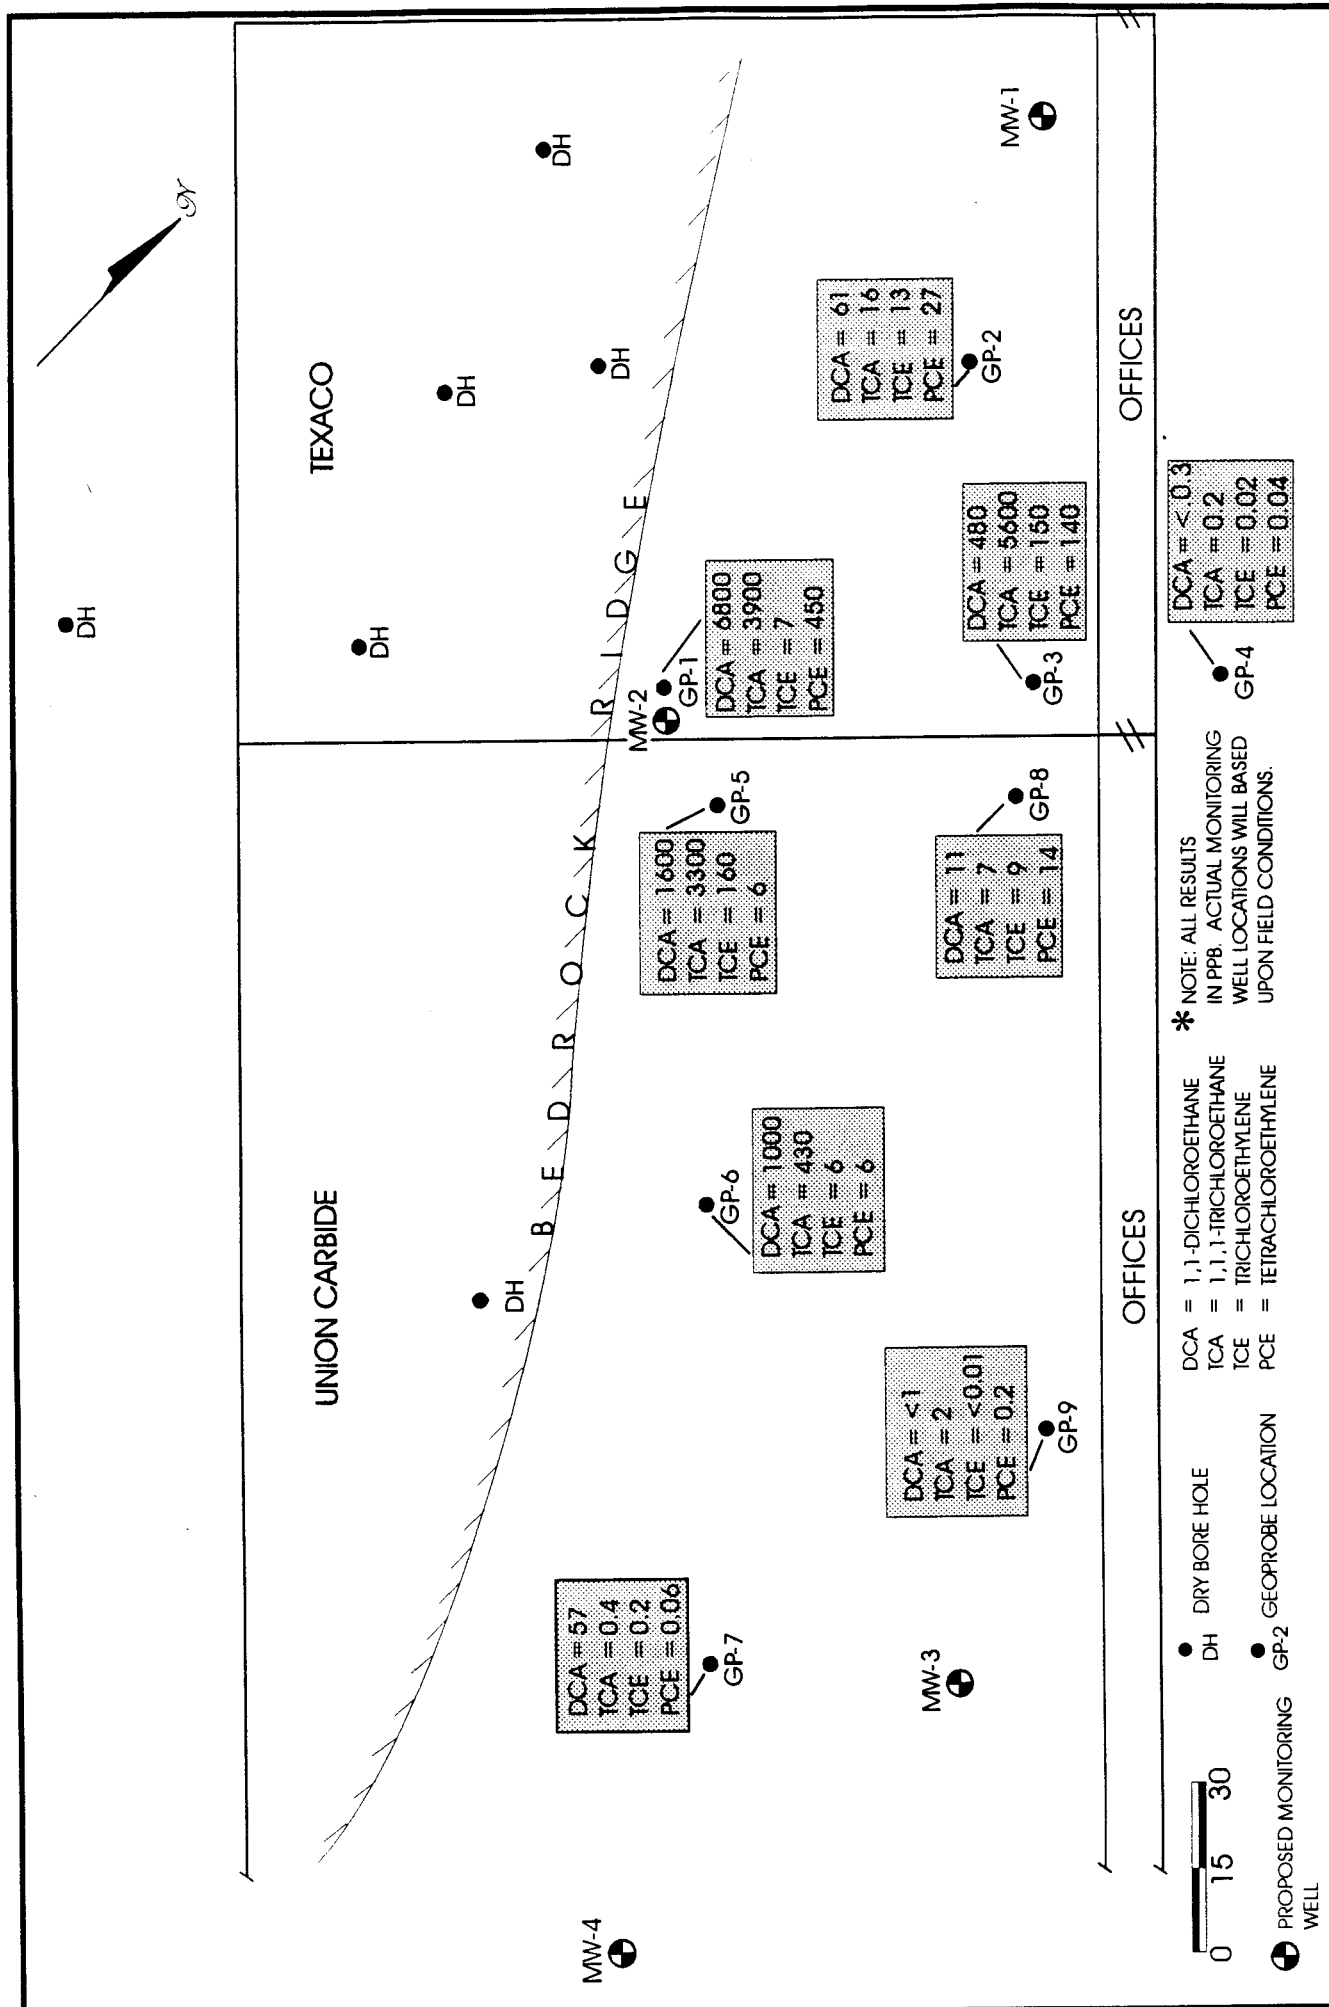 N
DH
UNION CARBIDE
TEXACO
DH
DH
DH
DH
DH
BEDROCK RIDGE
MW-4
DCA = 57
TCA = 0.4
TCE = 0.2
PCE = 0.06
GP-7
GP-6
DCA = 1000
TCA = 430
TCE = 6
PCE = 6
DCA = 1600
TCA = 3300
TCE = 160
PCE = 6
GP-5
MW-2
GP-1
DCA = 6800
TCA = 3900
TCE = 7
PCE = 450
DCA = 61
TCA = 16
TCE = 13
PCE = 27
GP-2
MW-3
DCA = <1
TCA = 2
TCE = <0.01
PCE = 0.2
GP-9
DCA = 11
TCA = 7
TCE = 9
PCE = 14
GP-8
DCA = 480
TCA = 5600
TCE = 150
PCE = 140
GP-3
MW-1
OFFICES
OFFICES
DCA = <.0.3
TCA = 0.2
TCE = 0.02
PCE = 0.04
GP-4
0 15 30
PROPOSED MONITORING
WELL
DH DRY BORE HOLE
GP-2 GEOPROBE LOCATION
DCA = 1,1-DICHLOROETHANE
TCA = 1,1,1-TRICHLOROETHANE
TCE = TRICHLOROETHYLENE
PCE = TETRACHLOROETHYLENE
* NOTE: ALL RESULTS
IN PPB. ACTUAL MONITORING
WELL LOCATIONS WILL BASED
UPON FIELD CONDITIONS.